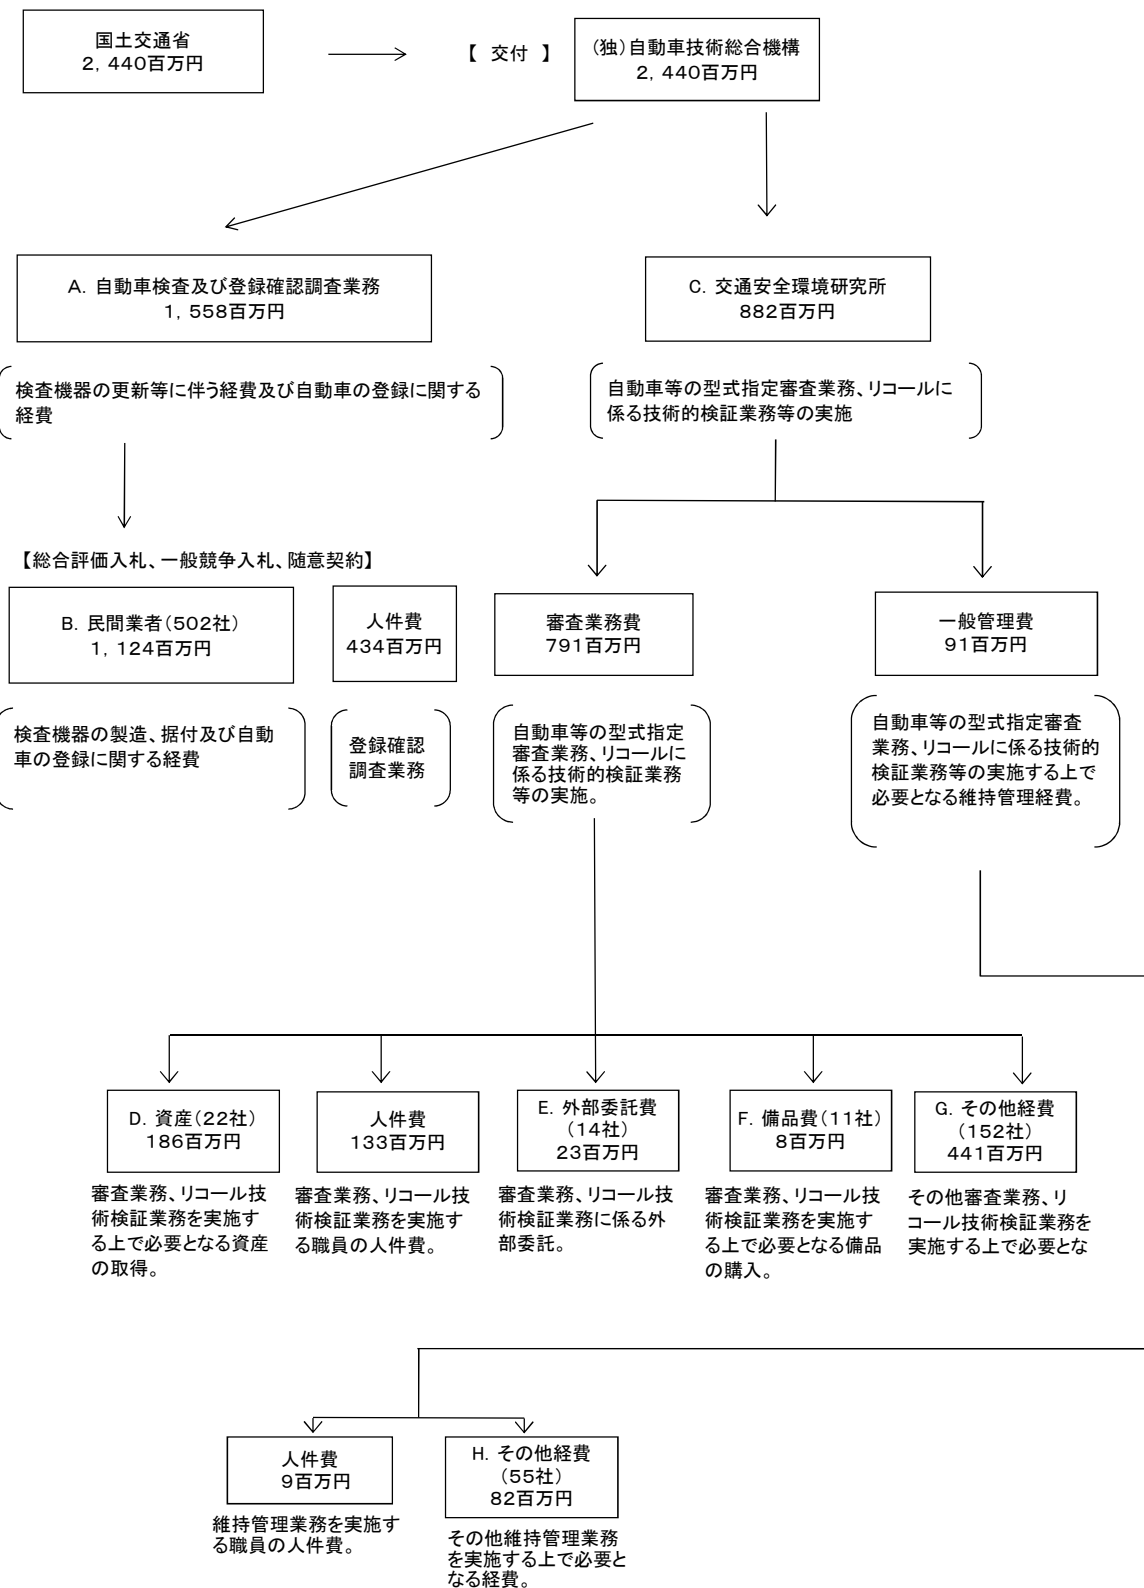 国土交通省
2，440百万円
【　交付　】
（独）自動車技術総合機構
2，440百万円
A．自動車検査及び登録確認調査業務
1，558百万円
C．交通安全環境研究所
882百万円
検査機器の更新等に伴う経費及び自動車の登録に関する
経費
自動車等の型式指定審査業務、リコールに
係る技術的検証業務等の実施
【総合評価入札、一般競争入札、随意契約】
B．民間業者（502社）
1，124百万円
人件費
434百万円
審査業務費
791百万円
一般管理費
91百万円
検査機器の製造、据付及び自動
車の登録に関する経費
登録確認
調査業務
自動車等の型式指定
審査業務、リコールに
係る技術的検証業務
等の実施。
自動車等の型式指定審査
業務、リコールに係る技術的
検証業務等の実施する上で
必要となる維持管理経費。
D．資産（22社）
186百万円
人件費
133百万円
E．外部委託費
（14社）
23百万円
F．備品費（11社）
8百万円
G．その他経費
（152社）
441百万円
審査業務、リコール技
術検証業務を実施す
る上で必要となる資産
の取得。
審査業務、リコール技
術検証業務を実施す
る職員の人件費。
審査業務、リコール技
術検証業務に係る外
部委託。
審査業務、リコール技
術検証業務を実施す
る上で必要となる備品
の購入。
その他審査業務、リ
コール技術検証業務を
実施する上で必要とな
人件費
9百万円
H．その他経費
（55社）
82百万円
維持管理業務を実施す
る職員の人件費。
その他維持管理業務
を実施する上で必要と
なる経費。